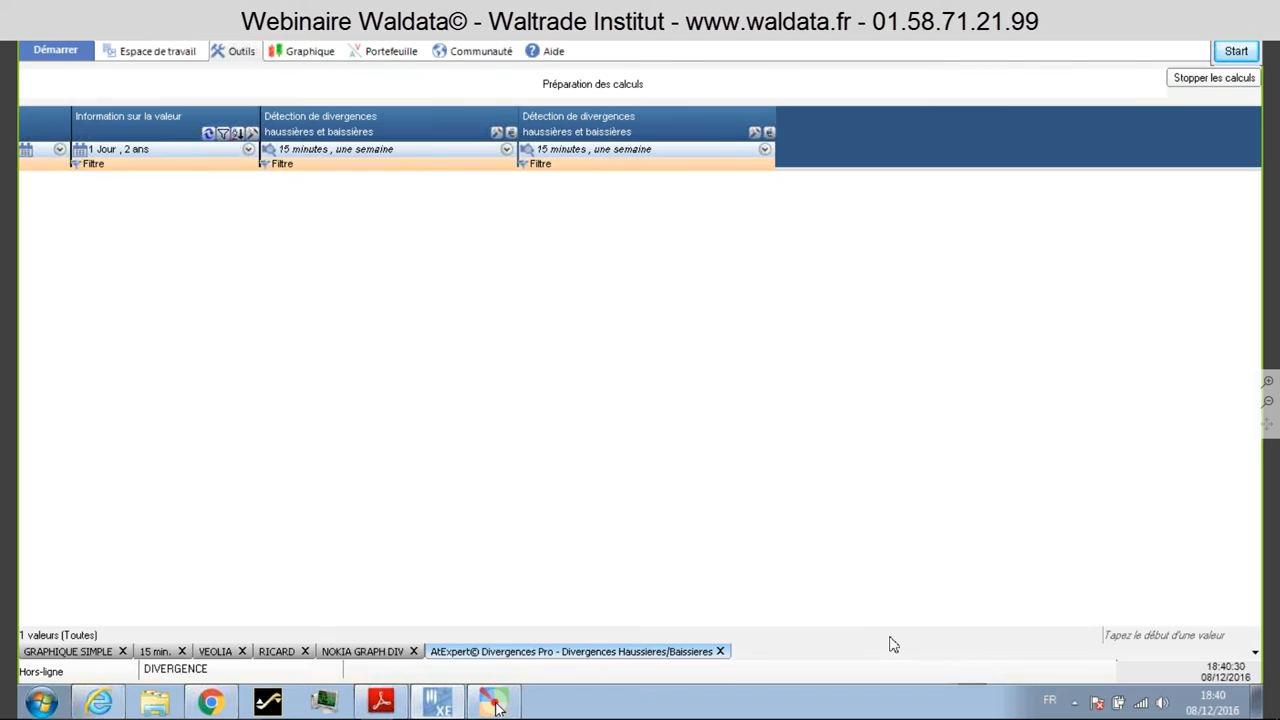 Webinaire Waldata© - Waltrade Institut - www.waldata.fr - 01.58.71.21.99
Démarrer Espace de travail Outils Graphique Portefeuille Communauté Aide Start
Préparation des calculs Stopper les calculs
Information sur la valeur Détection de divergences Détection de divergences
haussières et baissières haussières et baissières
1 Jour , 2 ans 15 minutes , une semaine 15 minutes , une semaine
Filtre Filtre Filtre
1 valeurs (Toutes) Tapez le début d'une valeur
GRAPHIQUE SIMPLE 15 min. VEOLIA RICARD NOKIA GRAPH DIV AtExpert© Divergences Pro - Divergences Haussieres/Baissieres
Hors-ligne DIVERGENCE 18:40:30
08/12/2016
XE FR 18:40
08/12/2016